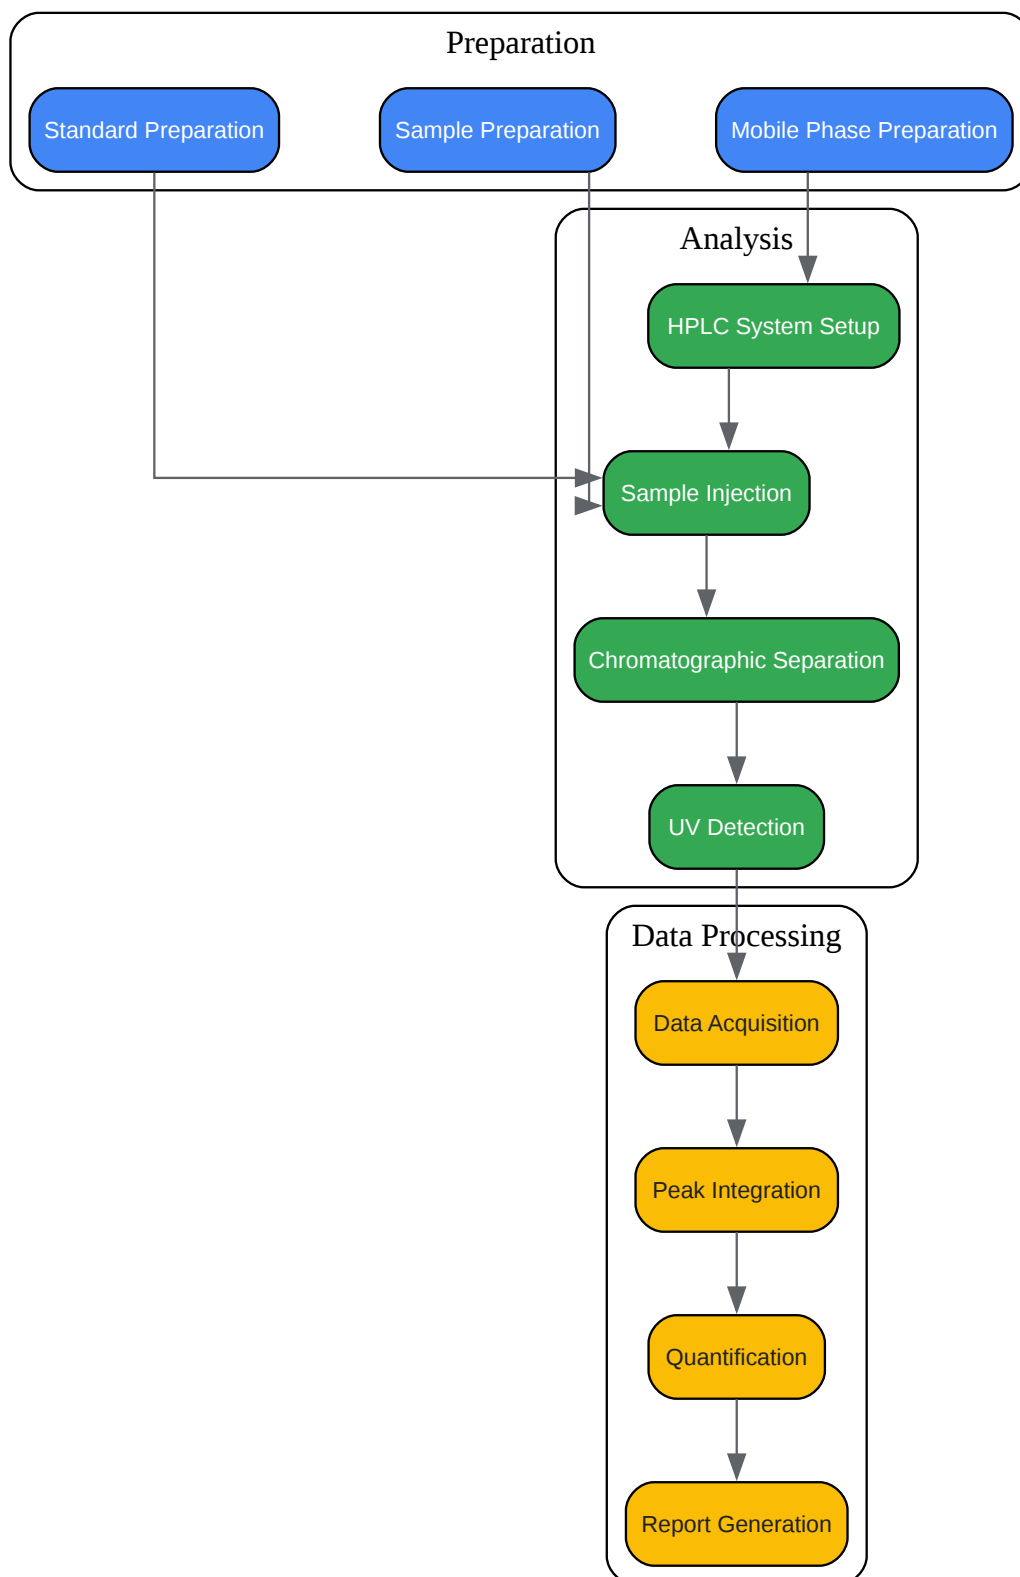 Preparation
Standard Preparation
Sample Preparation
Mobile Phase Preparation
Analysis
HPLC System Setup
Sample Injection
Chromatographic Separation
UV Detection
Data Processing
Data Acquisition
Peak Integration
Quantification
Report Generation